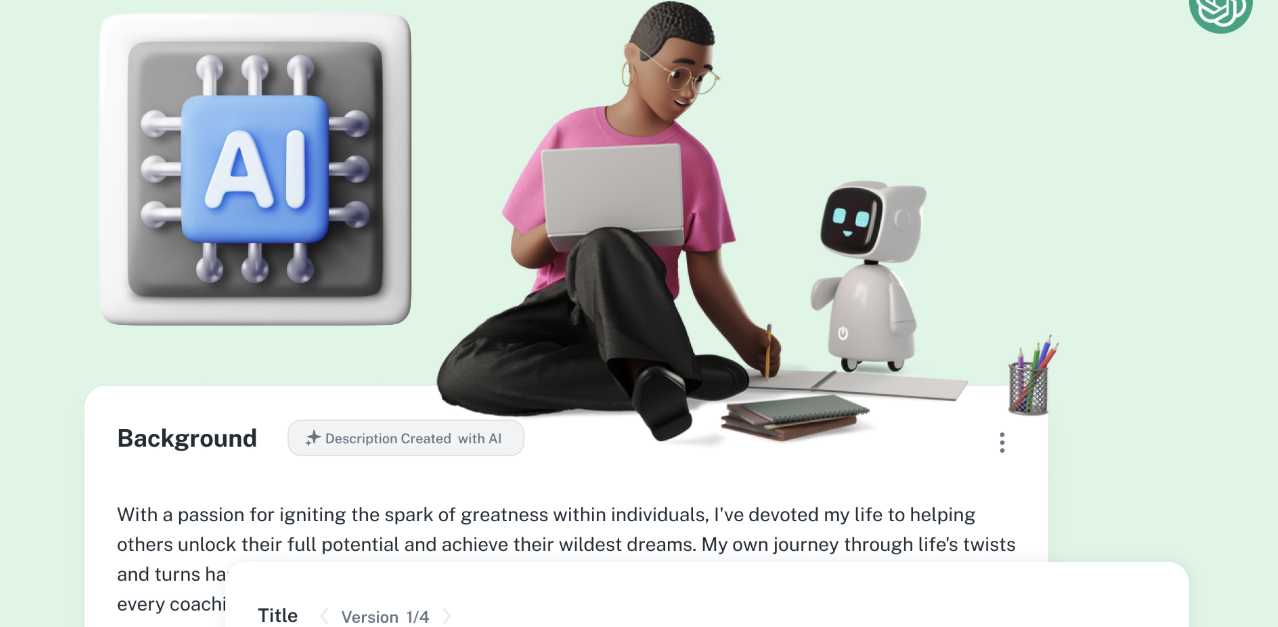 AI
Background
Description Created with AI
With a passion for igniting the spark of greatness within individuals, I've devoted my life to helping
others unlock their full potential and achieve their wildest dreams. My own journey through life's twists
and turns ha
every coachi
Title
Version 1/4